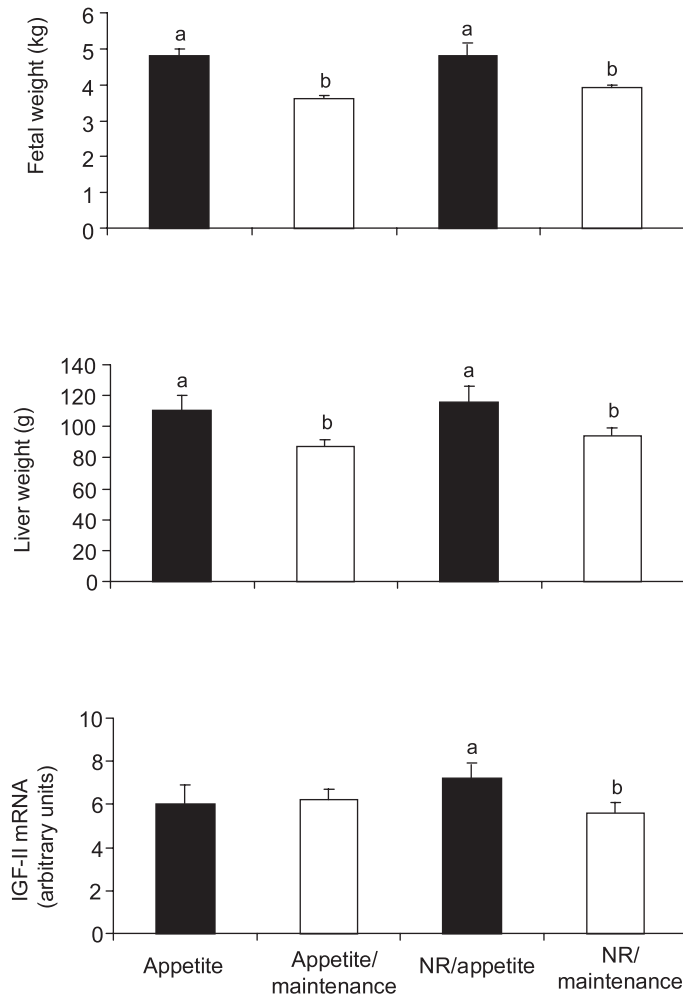 Fetal weight (kg)
6
5
4
3
2
1
0
a
b
a
b
Liver weight (g)
140
120
100
80
60
40
20
0
a
b
a
b
IGF-II mRNA
(arbitrary units)
10
8
6
4
2
0
a
b
Appetite
Appetite/
maintenance
NR/appetite
NR/
maintenance